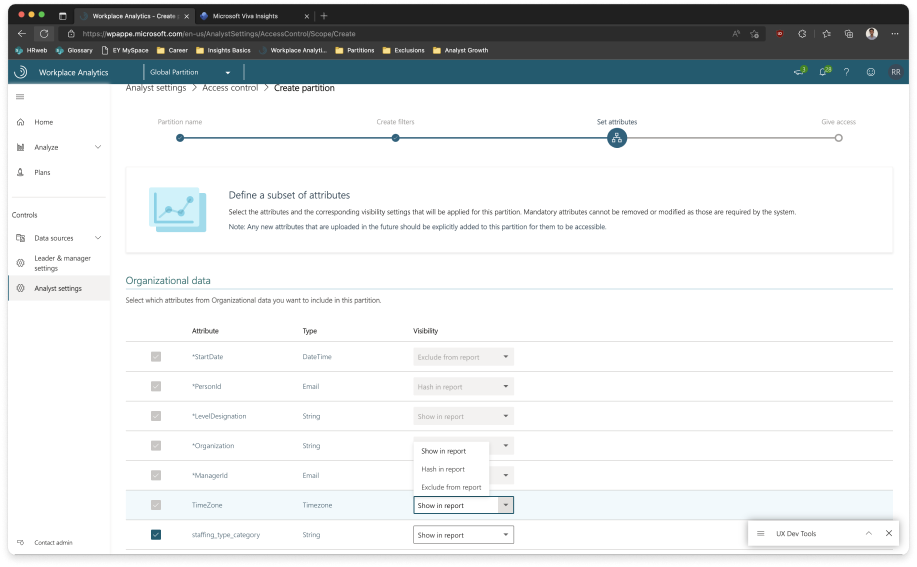 Workplace Analytics - Create p
Microsoft Viva Insights
https://wpappe.microsoft.com/en-us/AnalystSettings/AccessControl/Scope/Create
HRweb
Glossary
EY MySpace
Career
Insights Basics
Workplace Analyti...
Partitions
Exclusions
Analyst Growth
Workplace Analytics
Global Partition
3
28
?
RR
Analyst settings > Access control > Create partition
Home
Analyze
Plans
Controls
Data sources
Leader & manager
settings
Analyst settings
Contact admin
Partition name
Create filters
Set attributes
Give access
Define a subset of attributes
Select the attributes and the corresponding visibility settings that will be applied for this partition. Mandatory attributes cannot be removed or modified as those are required by the system.
Note: Any new attributes that are uploaded in the future should be explicitly added to this partition for them to be accessible.
Organizational data
Select which attributes from Organizational data you want to include in this partition.
Attribute Type Visibility
*StartDate DateTime Exclude from report
*PersonId Email Hash in report
*LevelDesignation String Show in report
*Organization String
Show in report
Hash in report
*ManagerId Email
Exclude from report
TimeZone Timezone Show in report
staffing_type_category String Show in report
UX Dev Tools